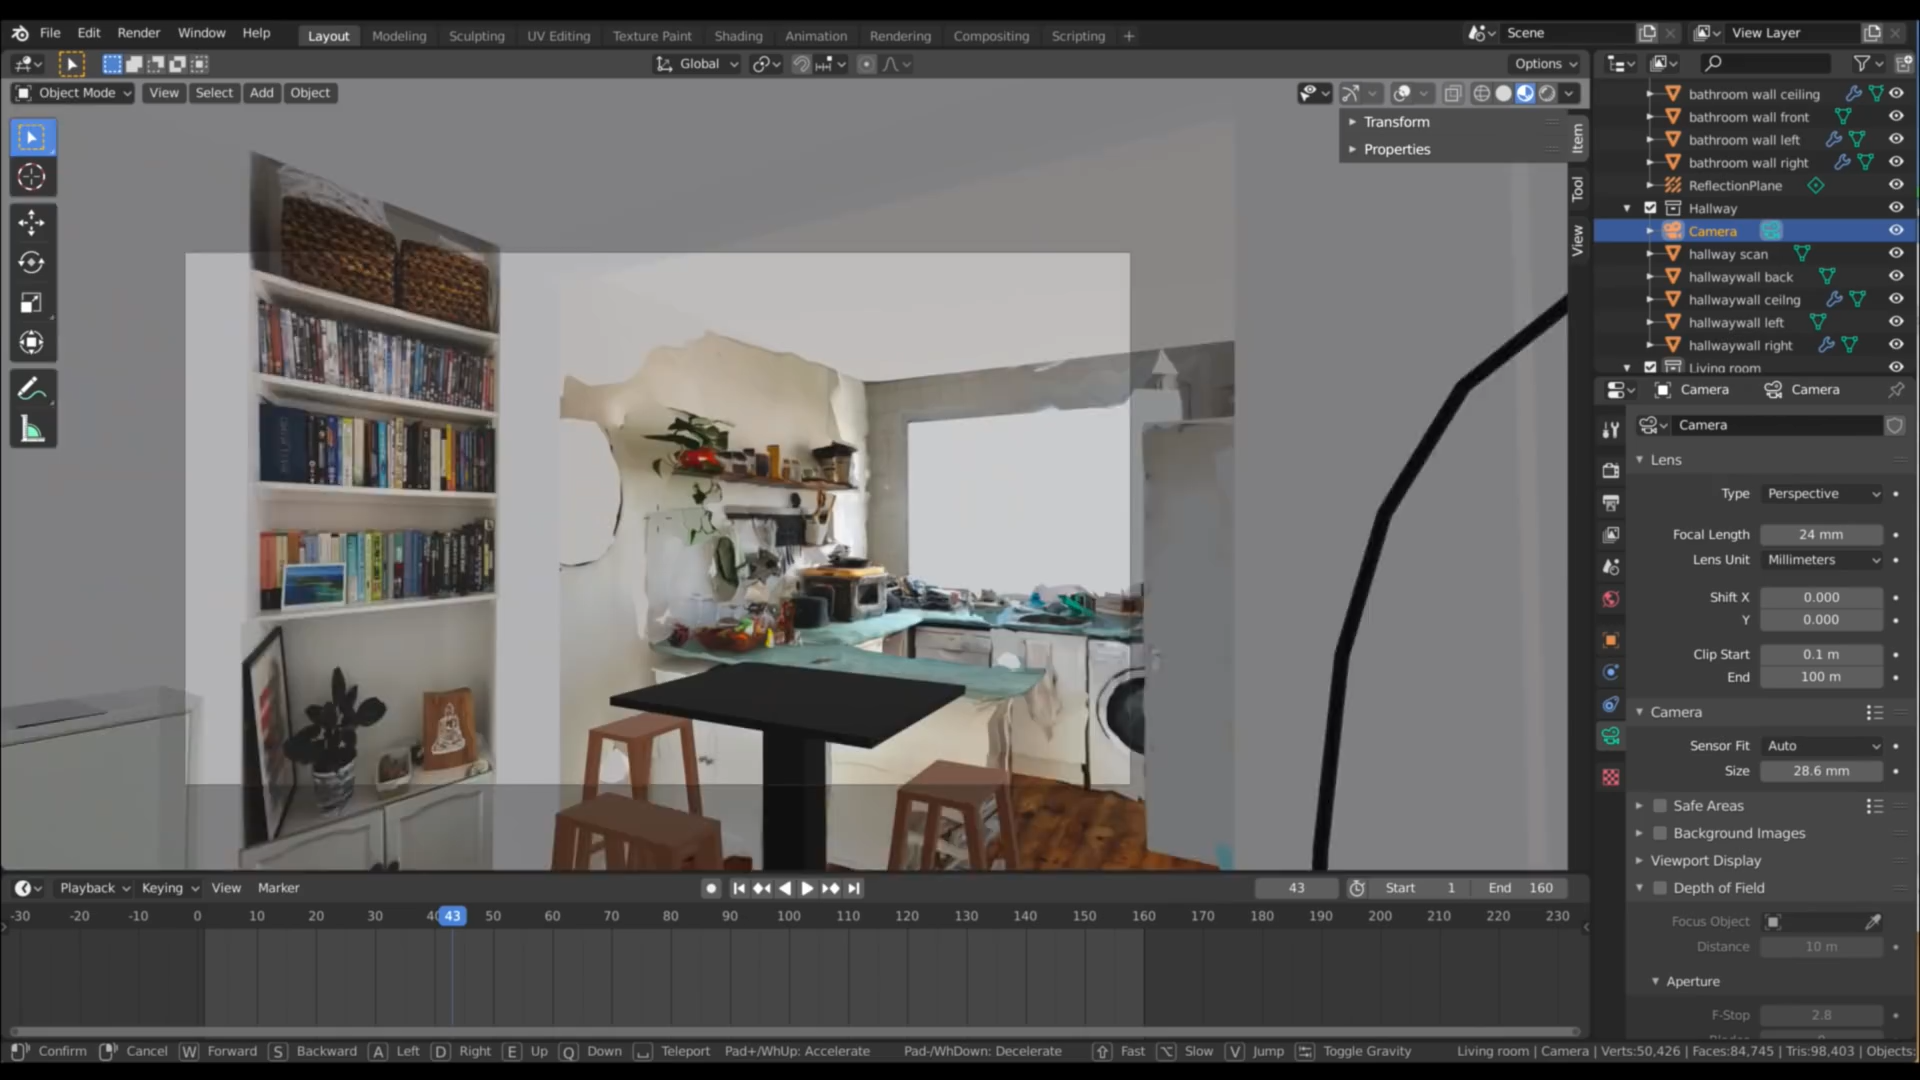 File Edit Render Window Help Layout Modeling Sculpting UV Editing Texture Paint Shading Animation Rendering Compositing Scripting + Scene View Layer
Global Options
Object Mode View Select Add Object
Transform
Properties
Item
Tool
View
bathroom wall ceiling
bathroom wall front
bathroom wall left
bathroom wall right
ReflectionPlane
Hallway
Camera
hallway scan
hallwaywall back
hallwaywall ceilng
hallwaywall left
hallwaywall right
Living room
Camera Camera
Camera
Lens
Type Perspective
Focal Length 24 mm
Lens Unit Millimeters
Shift X 0.000
Y 0.000
Clip Start 0.1 m
End 100 m
Camera
Sensor Fit Auto
Size 28.6 mm
Safe Areas
Background Images
Viewport Display
Depth of Field
Focus Object
Distance 10 m
Aperture
F-Stop 2.8
Playback Keying View Marker 43 Start 1 End 160
-30 -20 -10 0 10 20 30 40 43 50 60 70 80 90 100 110 120 130 140 150 160 170 180 190 200 210 220 230
Confirm Cancel W Forward S Backward A Left D Right E Up Q Down Teleport Pad+/WhUp: Accelerate Pad-/WhDown: Decelerate Fast Slow V Jump Toggle Gravity Living room | Camera | Verts:50,426 | Faces:84,745 | Tris:98,403 | Objects: